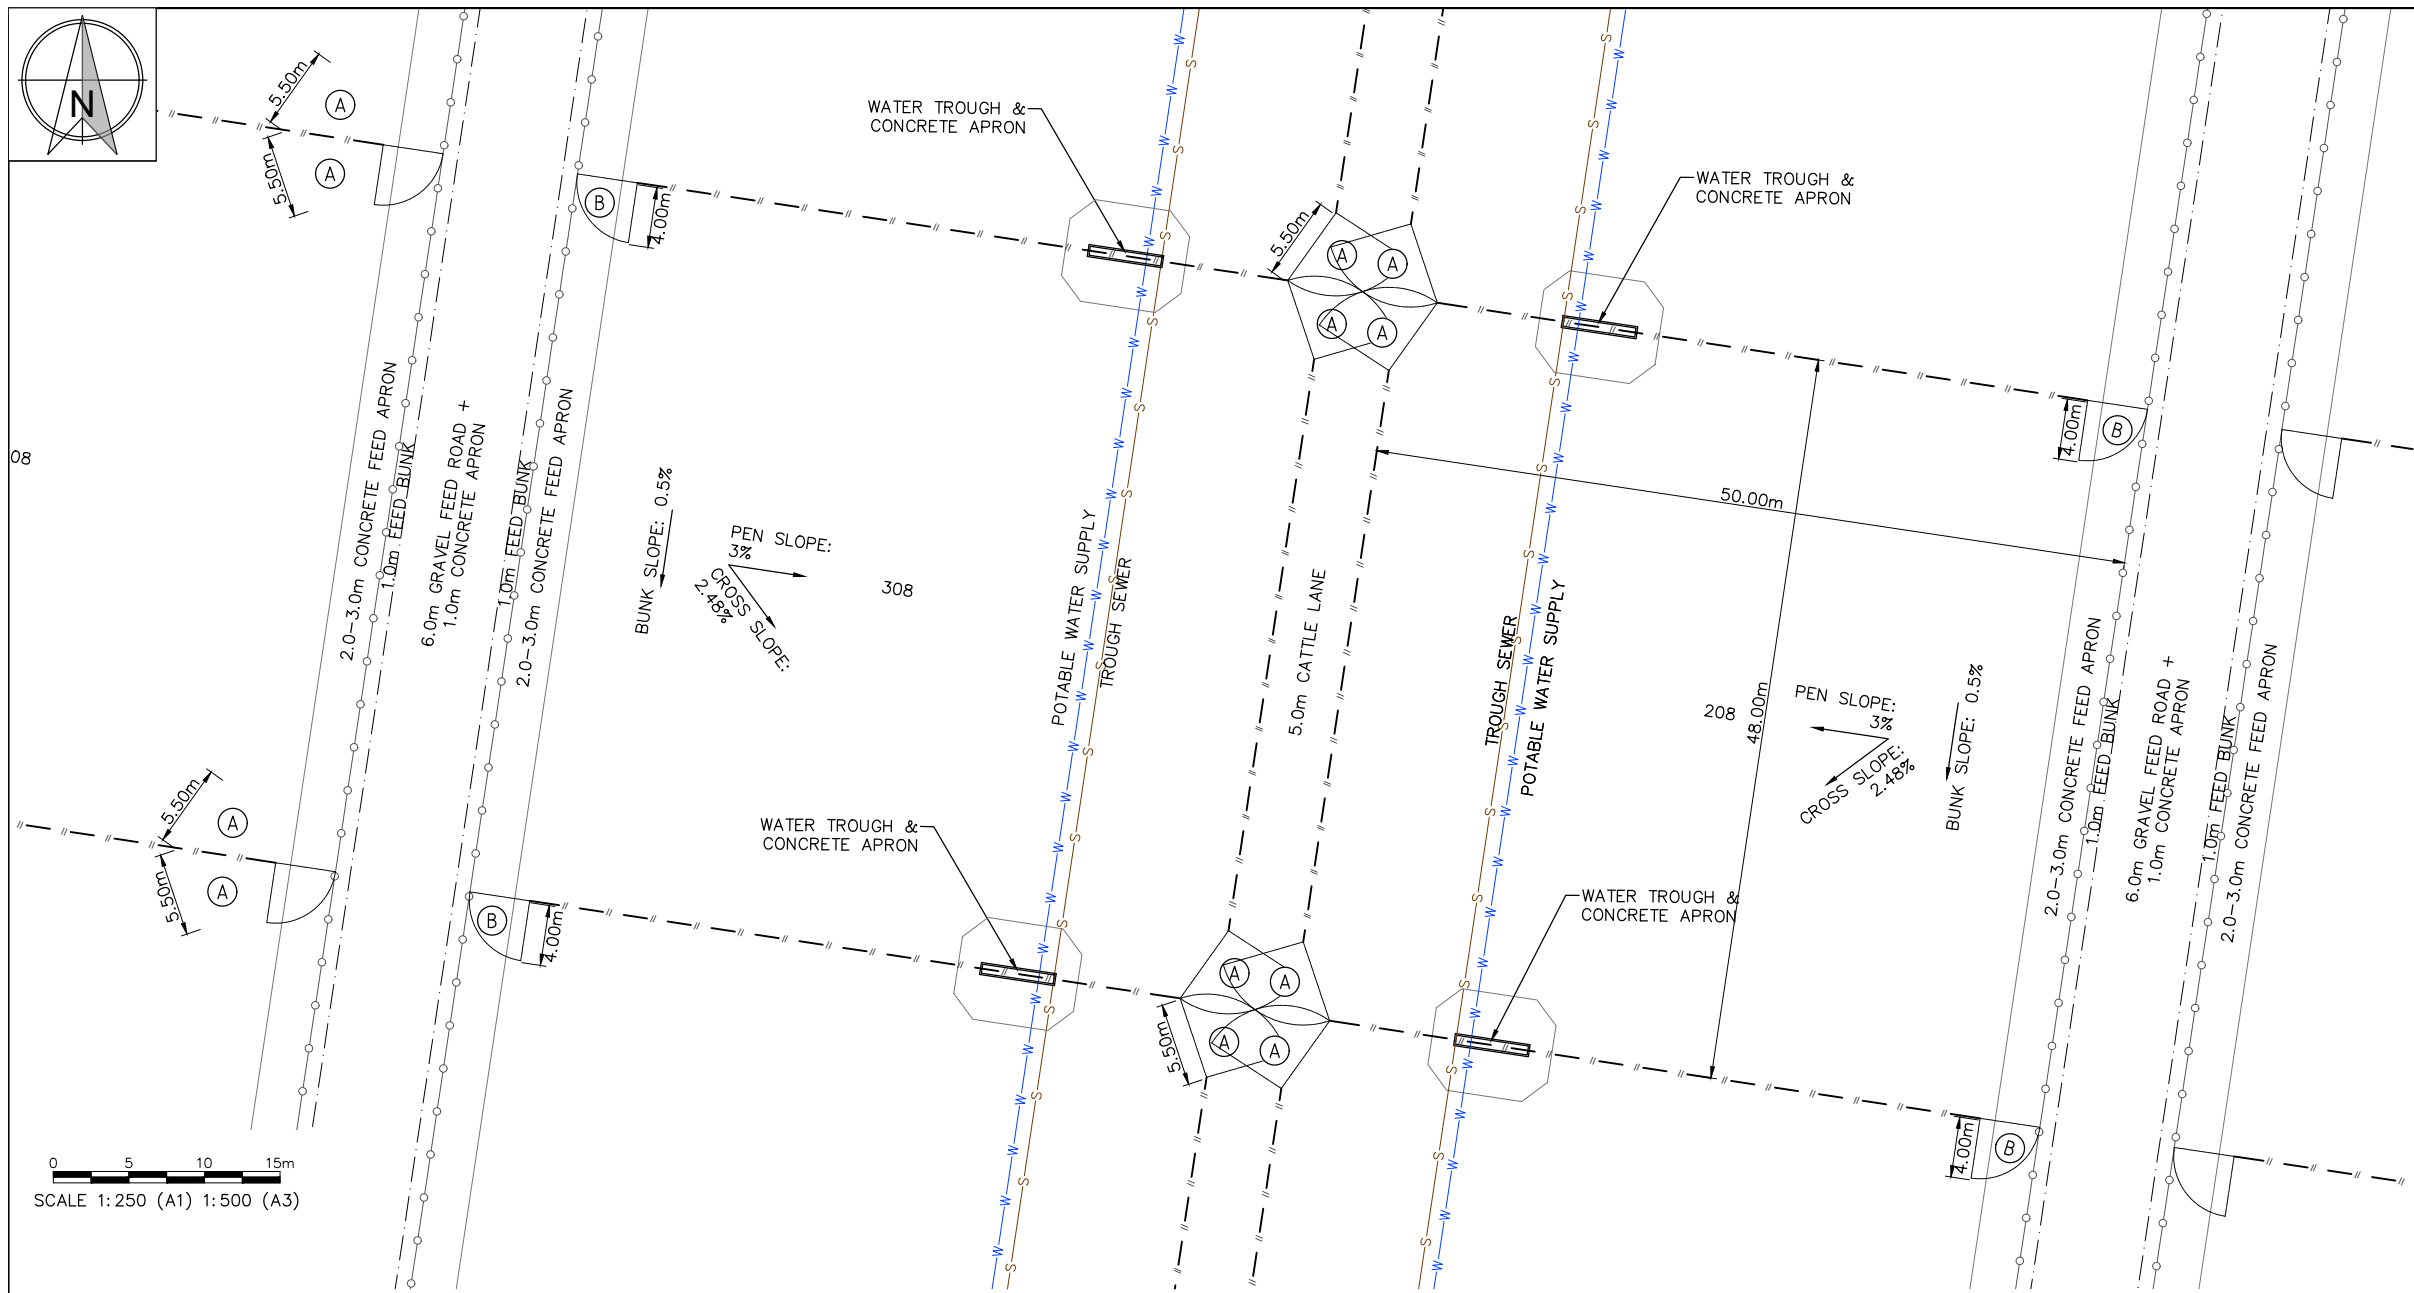 N
5.50m
A
5.50m
A
B
4.00m
WATER TROUGH &
CONCRETE APRON
WATER TROUGH &
CONCRETE APRON
5.50m
A
A
A
A
4.00m
B
08
2.0-3.0m CONCRETE FEED APRON
1.0m FEED BUNK
6.0m GRAVEL FEED ROAD +
1.0m CONCRETE APRON
1.0m FEED BUNK
2.0-3.0m CONCRETE FEED APRON
BUNK SLOPE: 0.5%
PEN SLOPE:
3%
CROSS SLOPE:
2.48%
308
POTABLE WATER SUPPLY
TROUGH SEWER
5.0m CATTLE LANE
TROUGH SEWER
POTABLE WATER SUPPLY
50.00m
48.00m
208
PEN SLOPE:
3%
CROSS SLOPE:
2.48%
BUNK SLOPE: 0.5%
2.0-3.0m CONCRETE FEED APRON
1.0m FEED BUNK
6.0m GRAVEL FEED ROAD +
1.0m CONCRETE APRON
1.0m FEED BUNK
2.0-3.0m CONCRETE FEED APRON
5.50m
A
5.50m
A
B
4.00m
WATER TROUGH &
CONCRETE APRON
WATER TROUGH &
CONCRETE APRON
A
A
A
A
5.50m
4.00m
B
0 5 10 15m
SCALE 1:250 (A1) 1:500 (A3)